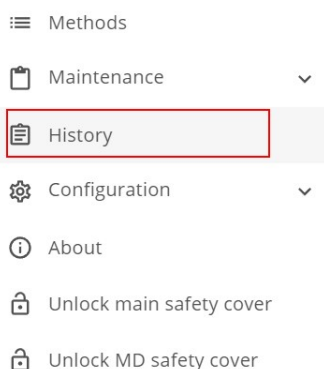 Methods
Maintenance
History
Configuration
About
Unlock main safety cover
Unlock MD safety cover